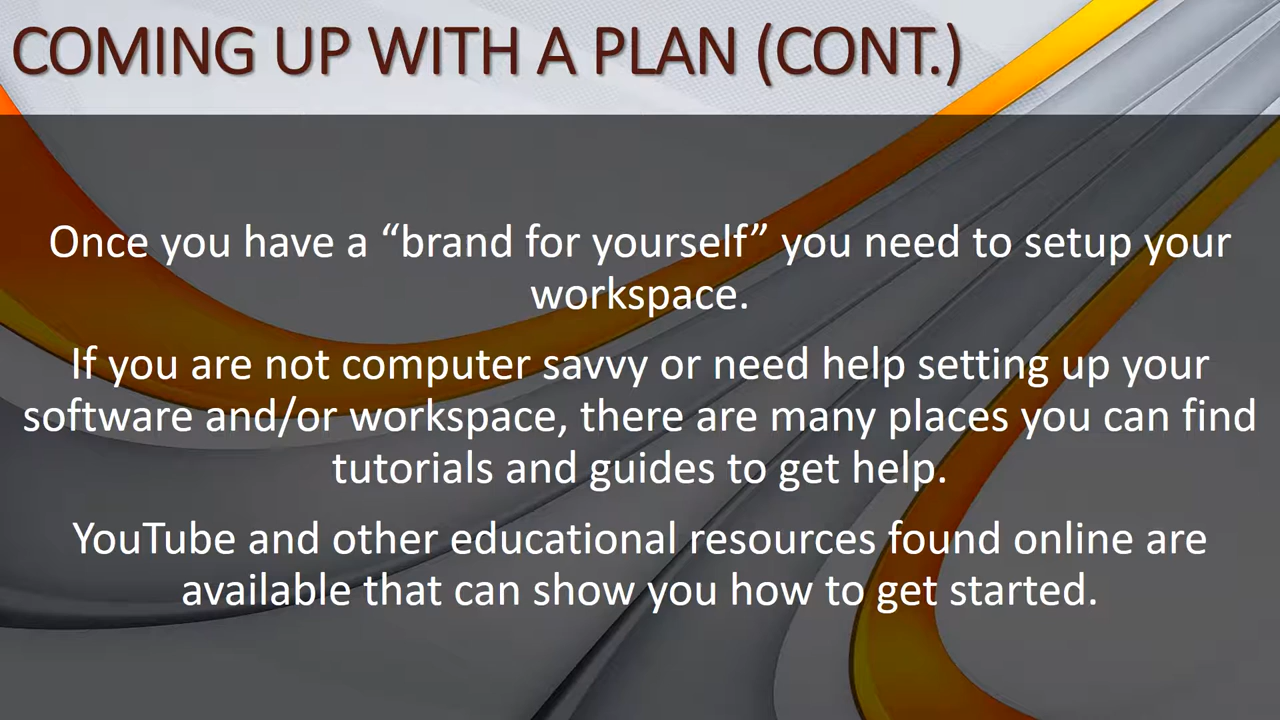 COMING UP WITH A PLAN (CONT.)
Once you have a “brand for yourself” you need to setup your
workspace.
If you are not computer savvy or need help setting up your
software and/or workspace, there are many places you can find
tutorials and guides to get help.
YouTube and other educational resources found online are
available that can show you how to get started.